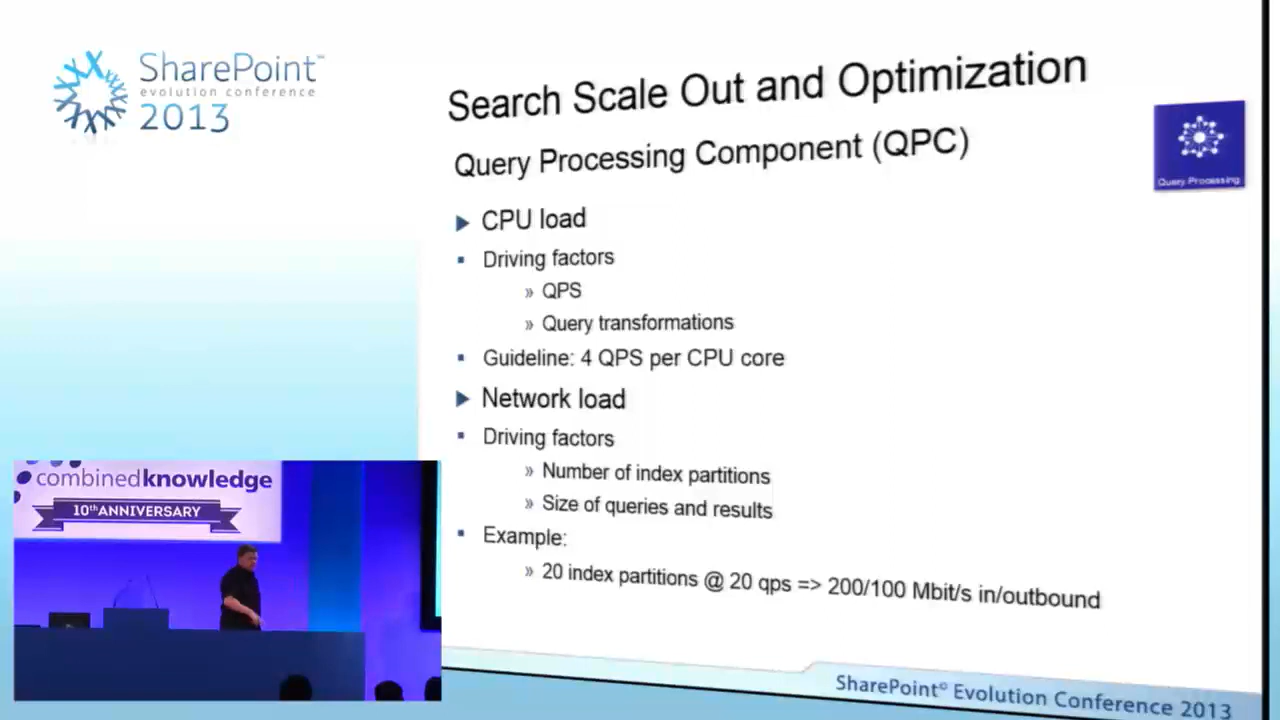 SharePoint™
evolution conference
2013
Search Scale Out and Optimization
Query Processing Component (QPC)
Query Processing
▶ CPU load
▪ Driving factors
» QPS
» Query transformations
▪ Guideline: 4 QPS per CPU core
▶ Network load
▪ Driving factors
» Number of index partitions
» Size of queries and results
▪ Example:
» 20 index partitions @ 20 qps => 200/100 Mbit/s in/outbound
combinedknowledge
10th ANNIVERSARY
SharePoint© Evolution Conference 2013